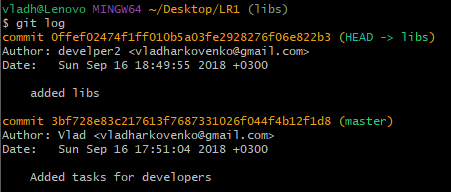 vladh@Lenovo MINGW64 ~/Desktop/LR1 (libs)
$ git log
commit 0ffef02474f1ff010b5a03fe2928276f06e822b3 (HEAD -> libs)
Author: develper2 <vladharkovenko@gmail.com>
Date:   Sun Sep 16 18:49:55 2018 +0300
    added libs
commit 3bf728e83c217613f7687331026f044f4b12f1d8 (master)
Author: Vlad <vladharkovenko@gmail.com>
Date:   Sun Sep 16 17:51:04 2018 +0300
    Added tasks for developers